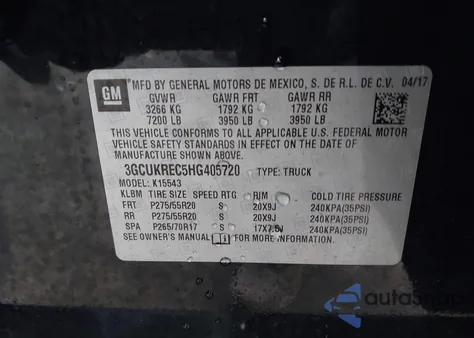 GM
MFD BY GENERAL MOTORS DE MEXICO, S. DE R.L. DE C.V. 04/17
GVWR GAWR FRT GAWR RR
3266 KG 1792 KG 1792 KG
7200 LB 3950 LB 3950 LB
THIS VEHICLE CONFORMS TO ALL APPLICABLE U.S. FEDERAL MOTOR
VEHICLE SAFETY STANDARDS IN EFFECT ON THE DATE OF
MANUFACTURE SHOWN ABOVE.
3GCUKREC5HG405720 TYPE: TRUCK
MODEL: K15543
KLBM TIRE SIZE SPEED RTG RIM COLD TIRE PRESSURE
FRT P275/55R20 S 20X9J 240KPA(35PSI)
RR P275/55R20 S 20X9J 240KPA(35PSI)
SPA P265/70R17 S 17X7.5J 240KPA(35PSI)
SEE OWNER'S MANUAL FOR MORE INFORMATION.
autosnap